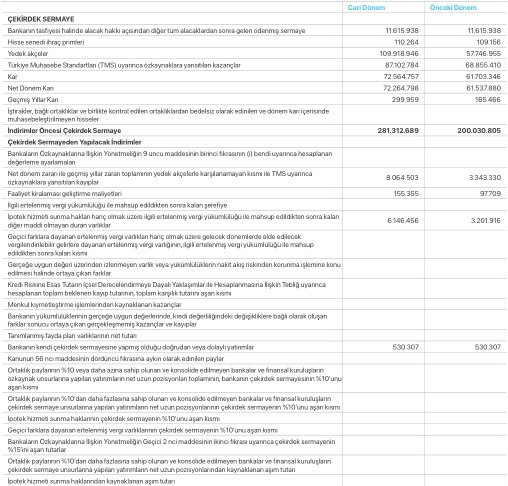 Cari Dönem Önceki Dönem
ÇEKİRDEK SERMAYE
Bankanın tasfiyesi halinde alacak hakkı açısından diğer tüm alacaklardan sonra gelen ödenmiş sermaye 11.615.938 11.615.938
Hisse senedi ihraç primleri 110.264 109.156
Yedek akçeler 109.918.946 57.746.955
Türkiye Muhasebe Standartları (TMS) uyarınca özkaynaklara yansıtılan kazançlar 87.102.784 68.855.410
Kar 72.564.757 61.703.346
Net Dönem Karı 72.264.798 61.537.880
Geçmiş Yıllar Karı 299.959 165.466
İştirakler, bağlı ortaklıklar ve birlikte kontrol edilen ortaklıklardan bedelsiz olarak edinilen ve dönem karı içerisinde
muhasebeleştirilmeyen hisseler
İndirimler Öncesi Çekirdek Sermaye 281.312.689 200.030.805
Çekirdek Sermayeden Yapılacak İndirimler
Bankaların Özkaynaklarına İlişkin Yönetmeliğin 9 uncu maddesinin birinci fıkrasının (i) bendi uyarınca hesaplanan
değerleme ayarlamaları
Net dönem zararı ile geçmiş yıllar zararı toplamının yedek akçelerle karşılanamayan kısmı ile TMS uyarınca
özkaynaklara yansıtılan kayıplar 8.064.503 3.343.330
Faaliyet kiralaması geliştirme maliyetleri 155.355 97.709
İlgili ertelenmiş vergi yükümlülüğü ile mahsup edildikten sonra kalan şerefiye
İpotek hizmeti sunma hakları hariç olmak üzere ilgili ertelenmiş vergi yükümlülüğü ile mahsup edildikten sonra kalan
diğer maddi olmayan duran varlıklar 6.146.456 3.201.916
Geçici farklara dayanan ertelenmiş vergi varlıkları hariç olmak üzere gelecek dönemlerde elde edilecek
vergilendirilebilir gelirlere dayanan ertelenmiş vergi varlığının, ilgili ertelenmiş vergi yükümlülüğü ile mahsup
edildikten sonra kalan kısmı
Gerçeğe uygun değeri üzerinden izlenmeyen varlık veya yükümlülüklerin nakit akış riskinden korunma işlemine konu
edilmesi halinde ortaya çıkan farklar
Kredi Riskine Esas Tutarın İçsel Derecelendirmeye Dayalı Yaklaşımlar ile Hesaplanmasına İlişkin Tebliğ uyarınca
hesaplanan toplam beklenen kayıp tutarının, toplam karşılık tutarını aşan kısmı
Menkul kıymetleştirme işlemlerinden kaynaklanan kazançlar
Bankanın yükümlülüklerinin gerçeğe uygun değerlerinde, kredi değerliliğindeki değişikliklere bağlı olarak oluşan
farklar sonucu ortaya çıkan gerçekleşmemiş kazançlar ve kayıplar
Tanımlanmış fayda plan varlıklarının net tutarı
Bankanın kendi çekirdek sermayesine yapmış olduğu doğrudan veya dolaylı yatırımlar 530.307 530.307
Kanunun 56 ncı maddesinin dördüncü fıkrasına aykırı olarak edinilen paylar
Ortaklık paylarının %10 veya daha azına sahip olunan ve konsolide edilmeyen bankalar ve finansal kuruluşların
özkaynak unsurlarına yapılan yatırımların net uzun pozisyonları toplamının, bankanın çekirdek sermayesinin %10'unu
aşan kısmı
Ortaklık paylarının %10'dan daha fazlasına sahip olunan ve konsolide edilmeyen bankalar ve finansal kuruluşların
çekirdek sermaye unsurlarına yapılan yatırımların net uzun pozisyonlarının çekirdek sermayenin %10'unu aşan kısmı
İpotek hizmeti sunma haklarının çekirdek sermayenin %10'unu aşan kısmı
Geçici farklara dayanan ertelenmiş vergi varlıklarının çekirdek sermayenin %10'unu aşan kısmı
Bankaların Özkaynaklarına İlişkin Yönetmeliğin Geçici 2 nci maddesinin ikinci fıkrası uyarınca çekirdek sermayenin
%15'ini aşan tutarlar
Ortaklık paylarının %10'dan daha fazlasına sahip olunan ve konsolide edilmeyen bankalar ve finansal kuruluşların
çekirdek sermaye unsurlarına yapılan yatırımların net uzun pozisyonlarından kaynaklanan aşım tutarı
İpotek hizmeti sunma haklarından kaynaklanan aşım tutarı